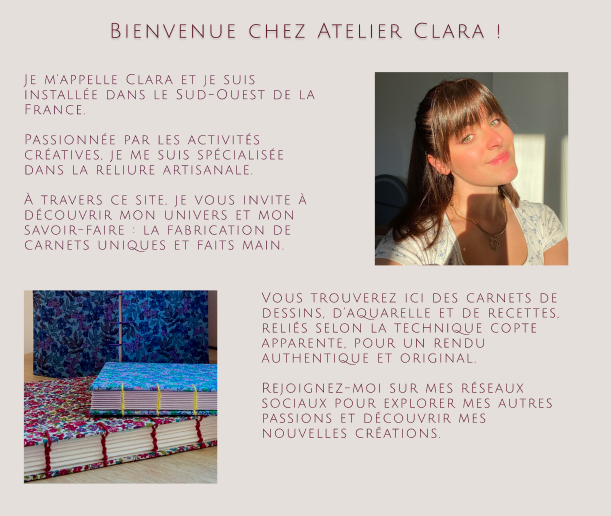 Bienvenue chez Atelier Clara !
Je m'appelle Clara et je suis
installée dans le Sud-Ouest de la
France.
Passionnée par les activités
créatives, je me suis spécialisée
dans la reliure artisanale.
À travers ce site, je vous invite à
découvrir mon univers et mon
savoir-faire : la fabrication de
carnets uniques et faits main.
Vous trouverez ici des carnets de
dessins, d'aquarelle et de recettes,
reliés selon la technique copte
apparente, pour un rendu
authentique et original.
Rejoignez-moi sur mes réseaux
sociaux pour explorer mes autres
passions et découvrir mes
nouvelles créations.